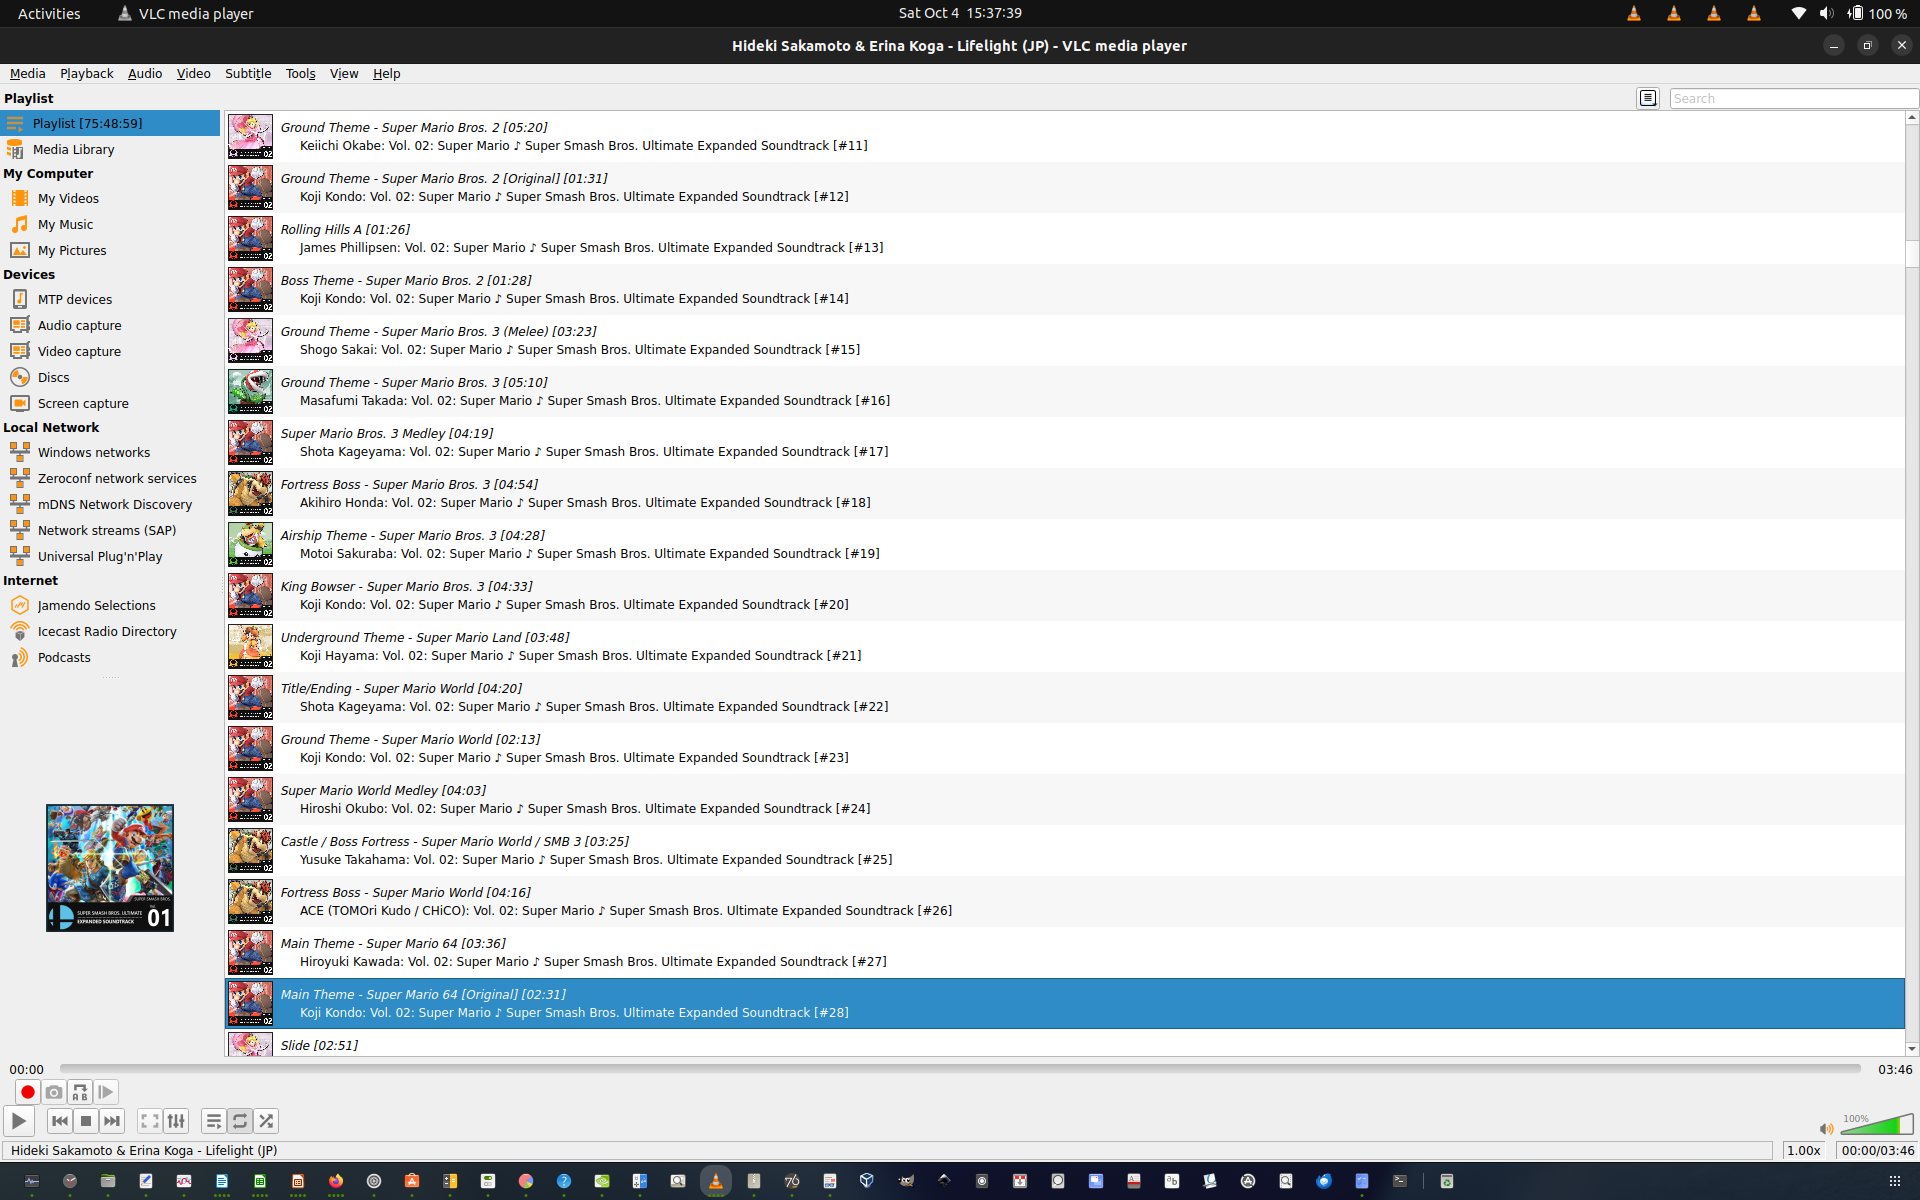 Activities
VLC media player
Sat Oct 4 15:37:39
100 %
Hideki Sakamoto & Erina Koga - Lifelight (JP) - VLC media player
Media Playback Audio Video Subtitle Tools View Help
Playlist
Search
Playlist [75:48:59]
Media Library
My Computer
My Videos
My Music
My Pictures
Devices
MTP devices
Audio capture
Video capture
Discs
Screen capture
Local Network
Windows networks
Zeroconf network services
mDNS Network Discovery
Network streams (SAP)
Universal Plug'n'Play
Internet
Jamendo Selections
Icecast Radio Directory
Podcasts
SUPER SMASH BROS. ULTIMATE
EXPANDED SOUNDTRACK
01
Ground Theme - Super Mario Bros. 2 [05:20]
Keiichi Okabe: Vol. 02: Super Mario ♪ Super Smash Bros. Ultimate Expanded Soundtrack [#11]
Ground Theme - Super Mario Bros. 2 [Original] [01:31]
Koji Kondo: Vol. 02: Super Mario ♪ Super Smash Bros. Ultimate Expanded Soundtrack [#12]
Rolling Hills A [01:26]
James Phillipsen: Vol. 02: Super Mario ♪ Super Smash Bros. Ultimate Expanded Soundtrack [#13]
Boss Theme - Super Mario Bros. 2 [01:28]
Koji Kondo: Vol. 02: Super Mario ♪ Super Smash Bros. Ultimate Expanded Soundtrack [#14]
Ground Theme - Super Mario Bros. 3 (Melee) [03:23]
Shogo Sakai: Vol. 02: Super Mario ♪ Super Smash Bros. Ultimate Expanded Soundtrack [#15]
Ground Theme - Super Mario Bros. 3 [05:10]
Masafumi Takada: Vol. 02: Super Mario ♪ Super Smash Bros. Ultimate Expanded Soundtrack [#16]
Super Mario Bros. 3 Medley [04:19]
Shota Kageyama: Vol. 02: Super Mario ♪ Super Smash Bros. Ultimate Expanded Soundtrack [#17]
Fortress Boss - Super Mario Bros. 3 [04:54]
Akihiro Honda: Vol. 02: Super Mario ♪ Super Smash Bros. Ultimate Expanded Soundtrack [#18]
Airship Theme - Super Mario Bros. 3 [04:28]
Motoi Sakuraba: Vol. 02: Super Mario ♪ Super Smash Bros. Ultimate Expanded Soundtrack [#19]
King Bowser - Super Mario Bros. 3 [04:33]
Koji Kondo: Vol. 02: Super Mario ♪ Super Smash Bros. Ultimate Expanded Soundtrack [#20]
Underground Theme - Super Mario Land [03:48]
Koji Hayama: Vol. 02: Super Mario ♪ Super Smash Bros. Ultimate Expanded Soundtrack [#21]
Title/Ending - Super Mario World [04:20]
Shota Kageyama: Vol. 02: Super Mario ♪ Super Smash Bros. Ultimate Expanded Soundtrack [#22]
Ground Theme - Super Mario World [02:13]
Koji Kondo: Vol. 02: Super Mario ♪ Super Smash Bros. Ultimate Expanded Soundtrack [#23]
Super Mario World Medley [04:03]
Hiroshi Okubo: Vol. 02: Super Mario ♪ Super Smash Bros. Ultimate Expanded Soundtrack [#24]
Castle / Boss Fortress - Super Mario World / SMB 3 [03:25]
Yusuke Takahama: Vol. 02: Super Mario ♪ Super Smash Bros. Ultimate Expanded Soundtrack [#25]
Fortress Boss - Super Mario World [04:16]
ACE (TOMOri Kudo / CHiCO): Vol. 02: Super Mario ♪ Super Smash Bros. Ultimate Expanded Soundtrack [#26]
Main Theme - Super Mario 64 [03:36]
Hiroyuki Kawada: Vol. 02: Super Mario ♪ Super Smash Bros. Ultimate Expanded Soundtrack [#27]
Main Theme - Super Mario 64 [Original] [02:31]
Koji Kondo: Vol. 02: Super Mario ♪ Super Smash Bros. Ultimate Expanded Soundtrack [#28]
Slide [02:51]
00:00
03:46
100%
Hideki Sakamoto & Erina Koga - Lifelight (JP)
1.00x
00:00/03:46